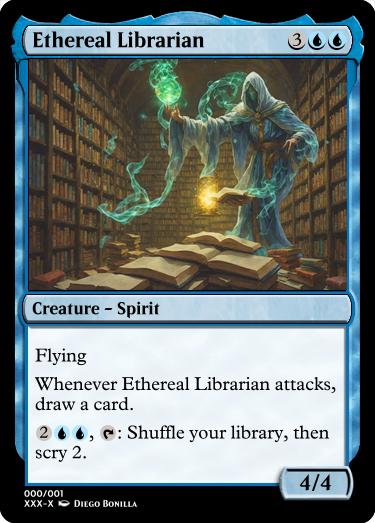 Ethereal Librarian 3
Creature – Spirit
Flying
Whenever Ethereal Librarian attacks,
draw a card.
2, : Shuffle your library, then
scry 2.
4/4
000/001
XXX-X Diego Bonilla